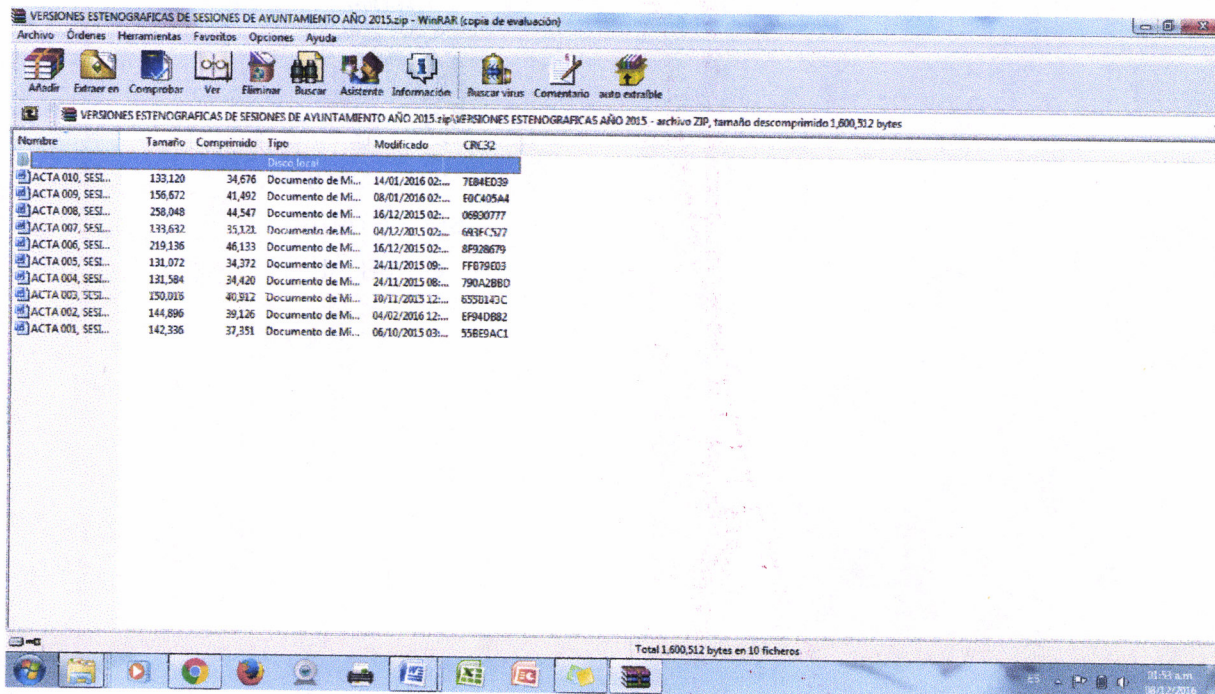 VERSIONES ESTENOGRAFICAS DE SESIONES DE AYUNTAMIENTO AÑO 2015.zip - WinRAR (copia de evaluación)
Archivo Órdenes Herramientas Favoritos Opciones Ayuda
Añadir Extraer en Comprobar Ver Eliminar Buscar Asistente Información Buscar virus Comentario auto extraíble
VERSIONES ESTENOGRAFICAS DE SESIONES DE AYUNTAMIENTO AÑO 2015.zip\VERSIONES ESTENOGRAFICAS AÑO 2015 - archivo ZIP, tamaño descomprimido 1,600,512 bytes
Nombre Tamaño Comprimido Tipo Modificado CRC32
Disco local
ACTA 010, SESI... 133,120 34,676 Documento de Mi... 14/01/2016 02:... 7EB4ED39
ACTA 009, SESI... 156,672 41,492 Documento de Mi... 08/01/2016 02:... E0C405A4
ACTA 008, SESI... 258,048 44,547 Documento de Mi... 16/12/2015 02:... 06930777
ACTA 007, SESI... 133,632 35,121 Documento de Mi... 04/12/2015 02:... 693FC527
ACTA 006, SESI... 219,136 46,133 Documento de Mi... 16/12/2015 02:... 8F928679
ACTA 005, SESI... 131,072 34,372 Documento de Mi... 24/11/2015 09:... FFB79E03
ACTA 004, SESI... 131,584 34,420 Documento de Mi... 24/11/2015 08:... 790A2BBD
ACTA 003, SESI... 150,016 40,912 Documento de Mi... 10/11/2015 12:... 655B143C
ACTA 002, SESI... 144,896 39,126 Documento de Mi... 04/02/2016 12:... EF94DB82
ACTA 001, SESI... 142,336 37,351 Documento de Mi... 06/10/2015 03:... 55BE9AC1
Total 1,600,512 bytes en 10 ficheros
ES 01:53 a.m.
08/12/2016